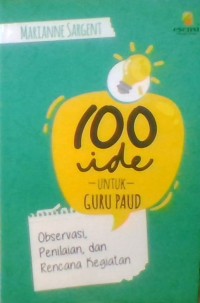 MARIANNE SARGENT
100
ide
UNTUK
GURU PAUD
Observasi,
Penilaian, dan
Rencana Kegiatan